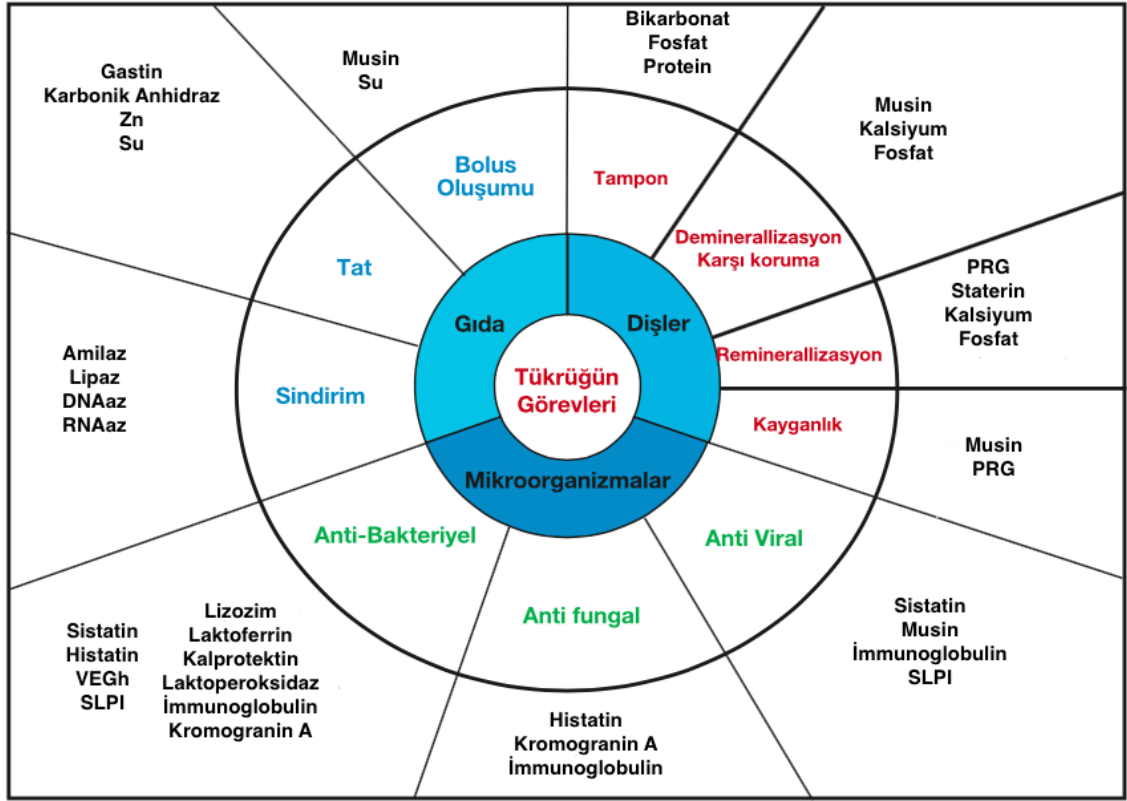 Gastin
Karbonik Anhidraz
Zn
Su
Musin
Su
Bikarbonat
Fosfat
Protein
Musin
Kalsiyum
Fosfat
PRG
Staterin
Kalsiyum
Fosfat
Musin
PRG
Sistatin
Musin
İmmunoglobulin
SLPI
Histatin
Kromogranin A
İmmunoglobulin
Lizozim
Laktoferrin
Kalprotektin
Laktoperoksidaz
İmmunoglobulin
Kromogranin A
Sistatin
Histatin
VEGh
SLPI
Amilaz
Lipaz
DNAaz
RNAaz
Bolus
Oluşumu
Tampon
Deminerallizasyon
Karşı koruma
Reminerallizasyon
Kayganlık
Anti Viral
Anti fungal
Anti-Bakteriyel
Sindirim
Tat
Gıda
Dişler
Mikroorganizmalar
Tükrüğün
Görevleri